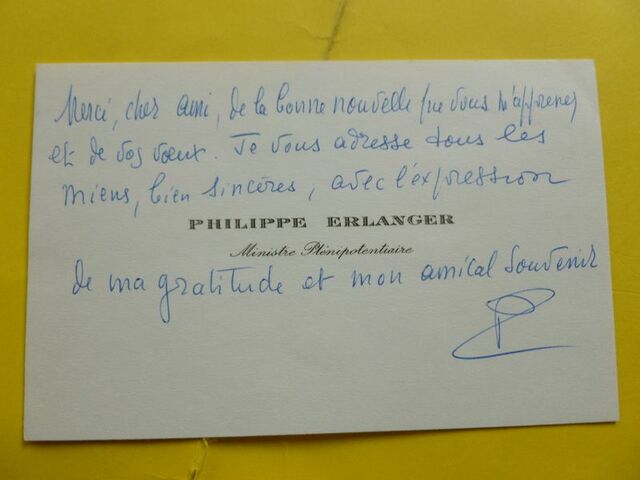 Merci, cher ami, de la bonne nouvelle que vous m'apprenez
et de vos vœux. Je vous adresse tous les
miens, bien sincères, avec l'expression
PHILIPPE ERLANGER
Ministre Plénipotentiaire
de ma gratitude et mon amical souvenir